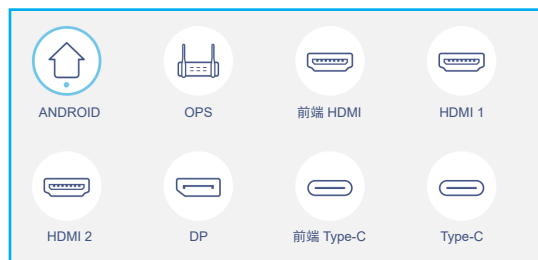 ANDROID
OPS
前端 HDMI
HDMI 1
HDMI 2
DP
前端 Type-C
Type-C